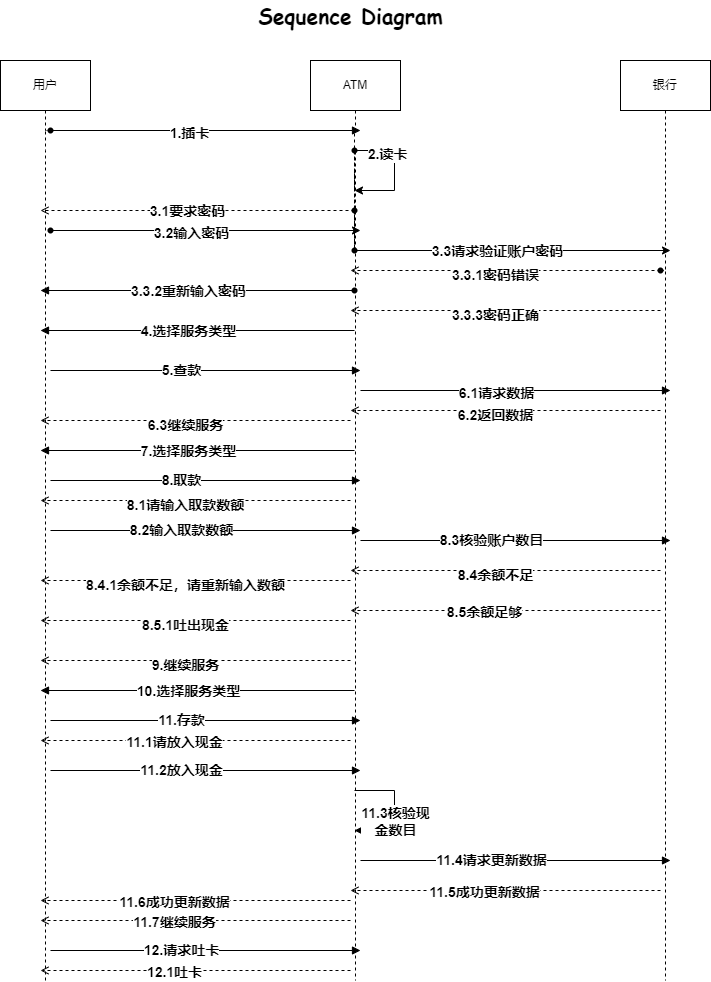 Sequence Diagram
用户
ATM
银行
1.插卡
2.读卡
3.1要求密码
3.2输入密码
3.3请求验证账户密码
3.3.1密码错误
3.3.2重新输入密码
3.3.3密码正确
4.选择服务类型
5.查款
6.1请求数据
6.2返回数据
6.3继续服务
7.选择服务类型
8.取款
8.1请输入取款数额
8.2输入取款数额
8.3核验账户数目
8.4余额不足
8.4.1余额不足，请重新输入数额
8.5余额足够
8.5.1吐出现金
9.继续服务
10.选择服务类型
11.存款
11.1请放入现金
11.2放入现金
11.3核验现
金数目
11.4请求更新数据
11.5成功更新数据
11.6成功更新数据
11.7继续服务
12.请求吐卡
12.1吐卡